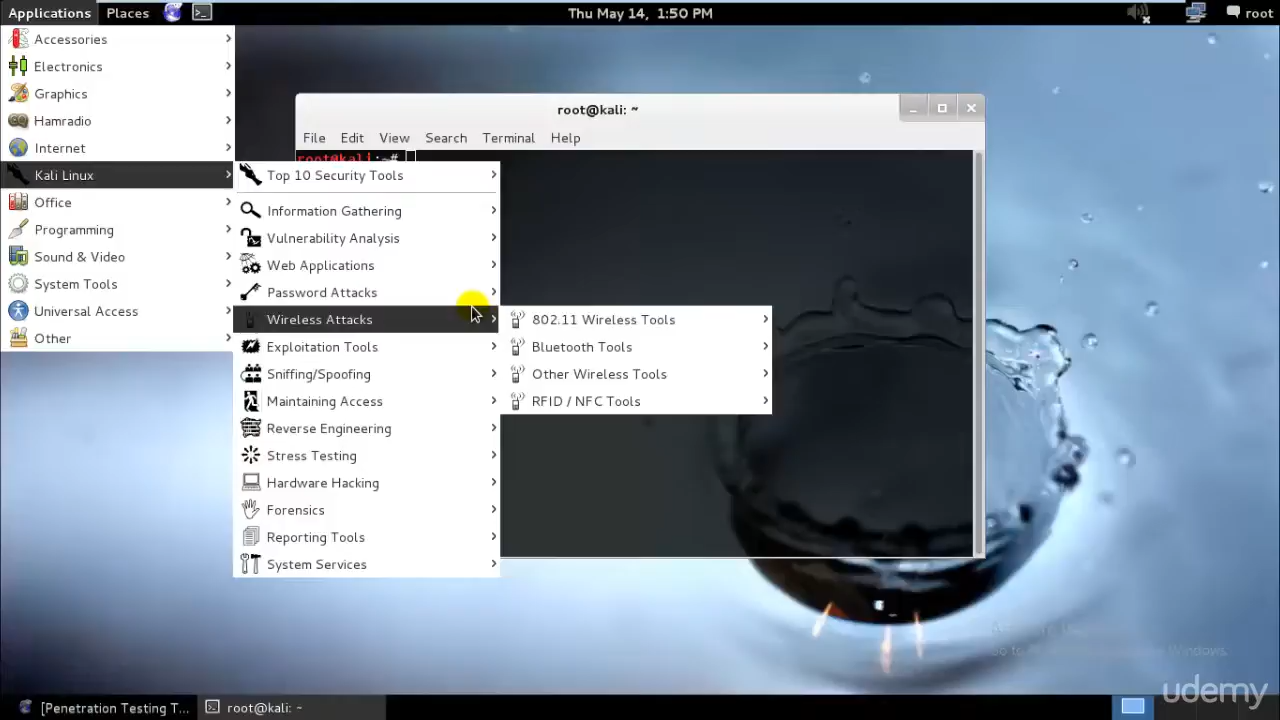 Applications Places Thu May 14, 1:50 PM root
Accessories
Electronics
Graphics
Hamradio
Internet
Kali Linux
Office
Programming
Sound & Video
System Tools
Universal Access
Other
Top 10 Security Tools
Information Gathering
Vulnerability Analysis
Web Applications
Password Attacks
Wireless Attacks
Exploitation Tools
Sniffing/Spoofing
Maintaining Access
Reverse Engineering
Stress Testing
Hardware Hacking
Forensics
Reporting Tools
System Services
802.11 Wireless Tools
Bluetooth Tools
Other Wireless Tools
RFID / NFC Tools
root@kali: ~
File Edit View Search Terminal Help
root@kali:~#
Windows.
udemy
[Penetration Testing T... root@kali: ~